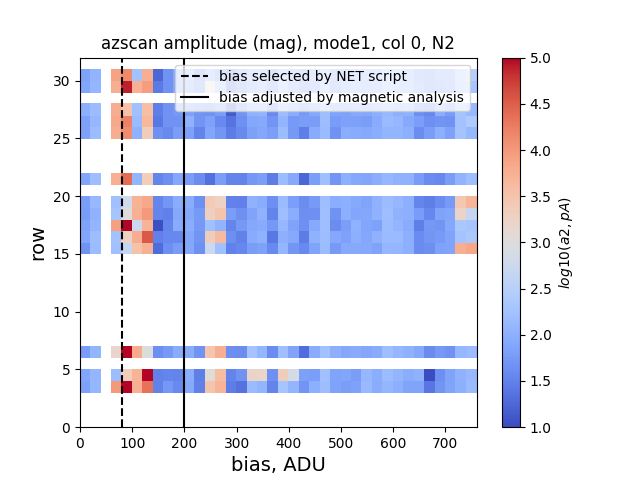 azscan amplitude (mag), mode1, col 0, N2
bias selected by NET script
bias adjusted by magnetic analysis
30
25
20
15
10
5
0
row
0 100 200 300 400 500 600 700
bias, ADU
5.0
4.5
4.0
3.5
3.0
2.5
2.0
1.5
1.0
log10(a2, pA)